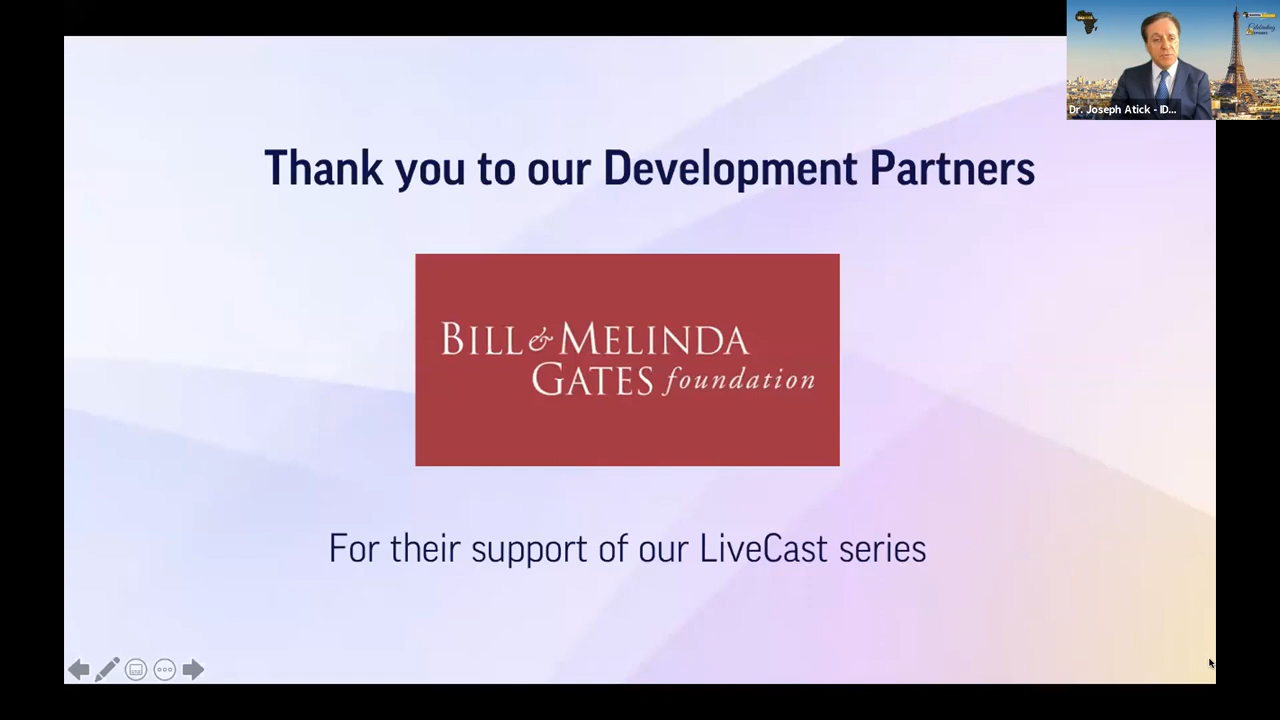 Thank you to our Development Partners
BILL & MELINDA
GATES foundation
For their support of our LiveCast series
Dr. Joseph Atick - ID...